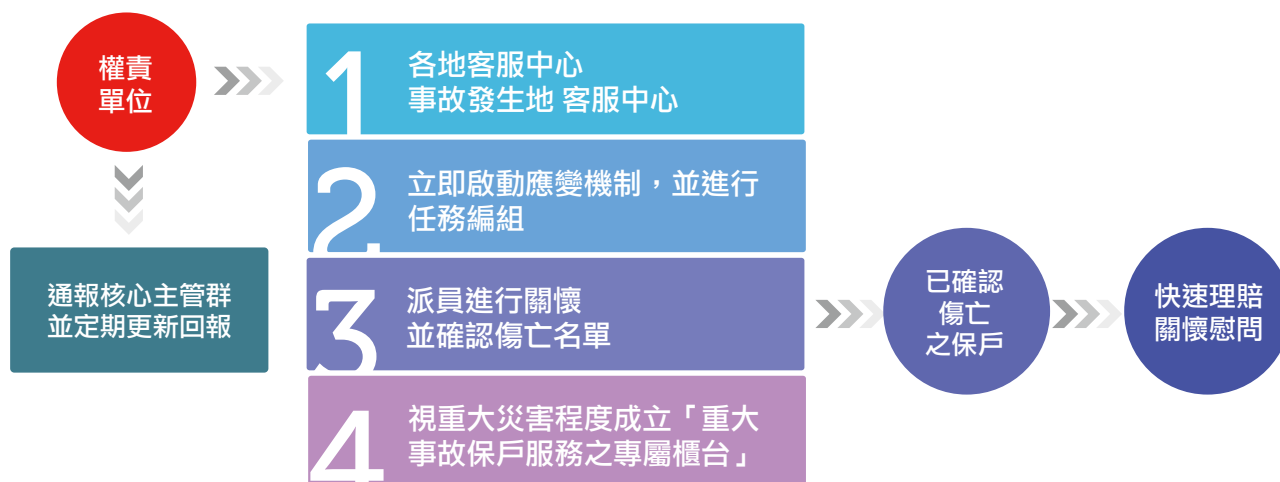 權責
單位
1
各地客服中心
事故發生地 客服中心
2
立即啟動應變機制，並進行
任務編組
通報核心主管群
並定期更新回報
3
派員進行關懷
並確認傷亡名單
已確認
傷亡
之保戶
快速理賠
關懷慰問
4
視重大災害程度成立「重大
事故保戶服務之專屬櫃台」